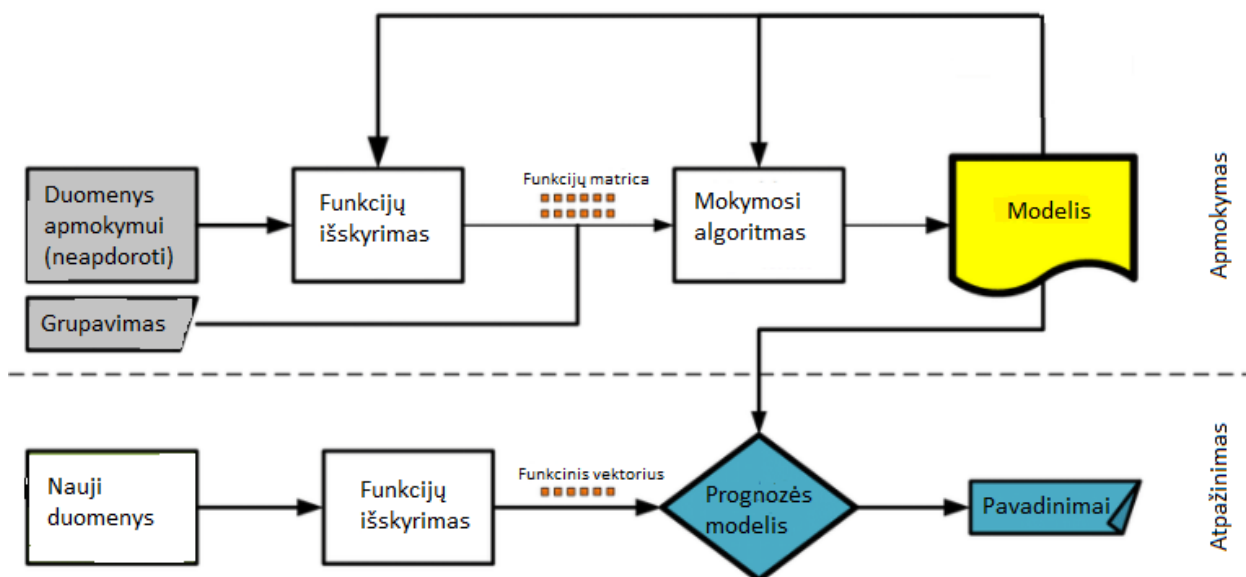 Duomenys
apmokymui
(neapdoroti)
Grupavimas
Funkcijų
išskyrimas
Funkcijų matrica
Mokymosi
algoritmas
Modelis
Apmokymas
Nauji
duomenys
Funkcijų
išskyrimas
Funkcinis vektorius
Prognozės
modelis
Pavadinimai
Atpažinimas